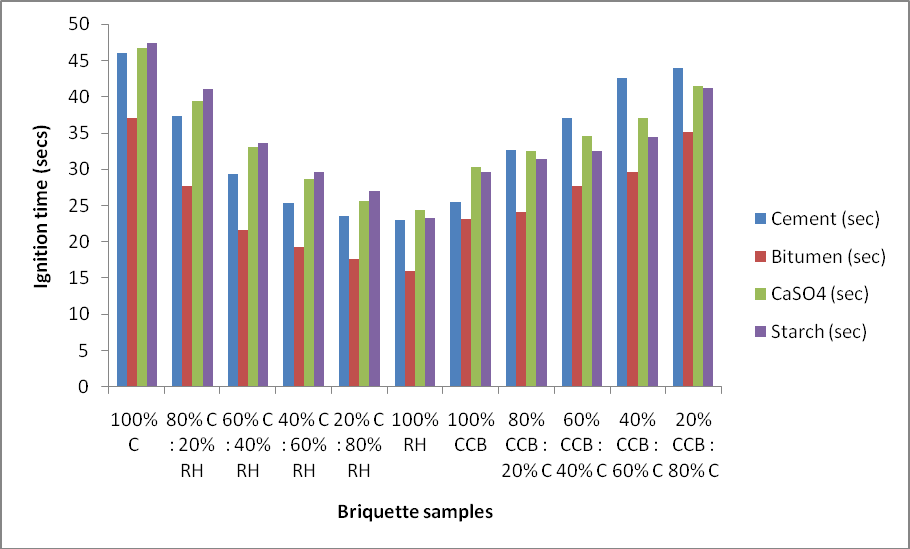 Ignition time (secs)
50
45
40
35
30
25
20
15
10
5
0
100%
C
80% C
: 20%
RH
60% C
: 40%
RH
40% C
: 60%
RH
20% C
: 80%
RH
100%
RH
100%
CCB
80%
CCB :
20% C
60%
CCB :
40% C
40%
CCB :
60% C
20%
CCB :
80% C
Briquette samples
Cement (sec)
Bitumen (sec)
CaSO4 (sec)
Starch (sec)